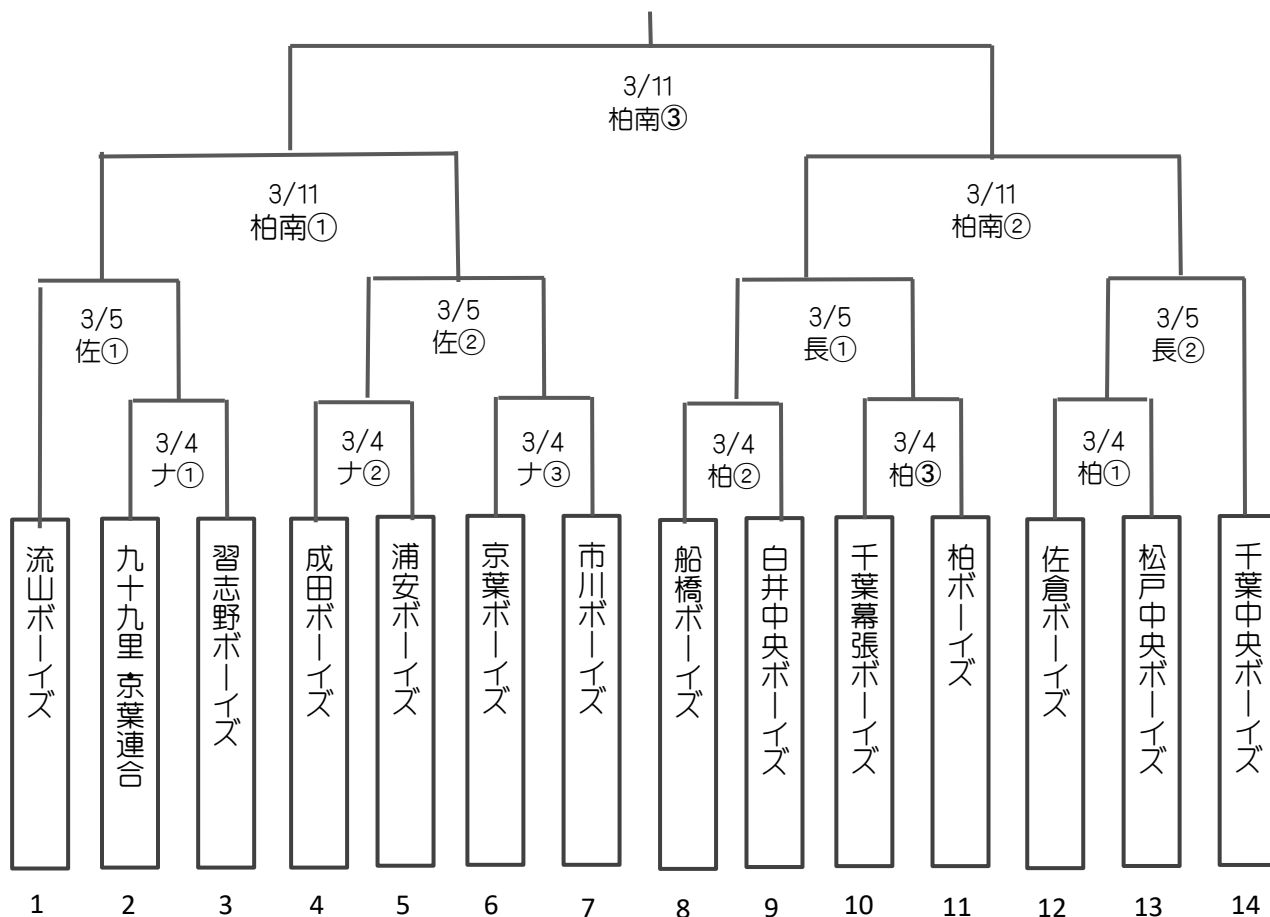 3/11
柏南③
3/11
柏南①
3/11
柏南②
3/5
佐①
3/5
佐②
3/5
長①
3/5
長②
3/4
ナ①
3/4
ナ②
3/4
ナ③
3/4
柏②
3/4
柏③
3/4
柏①
流山ボーイズ
九十九里・京葉連合
習志野ボーイズ
成田ボーイズ
浦安ボーイズ
京葉ボーイズ
市川ボーイズ
船橋ボーイズ
白井中央ボーイズ
千葉幕張ボーイズ
柏ボーイズ
佐倉ボーイズ
松戸中央ボーイズ
千葉中央ボーイズ
1 2 3 4 5 6 7 8 9 10 11 12 13 14